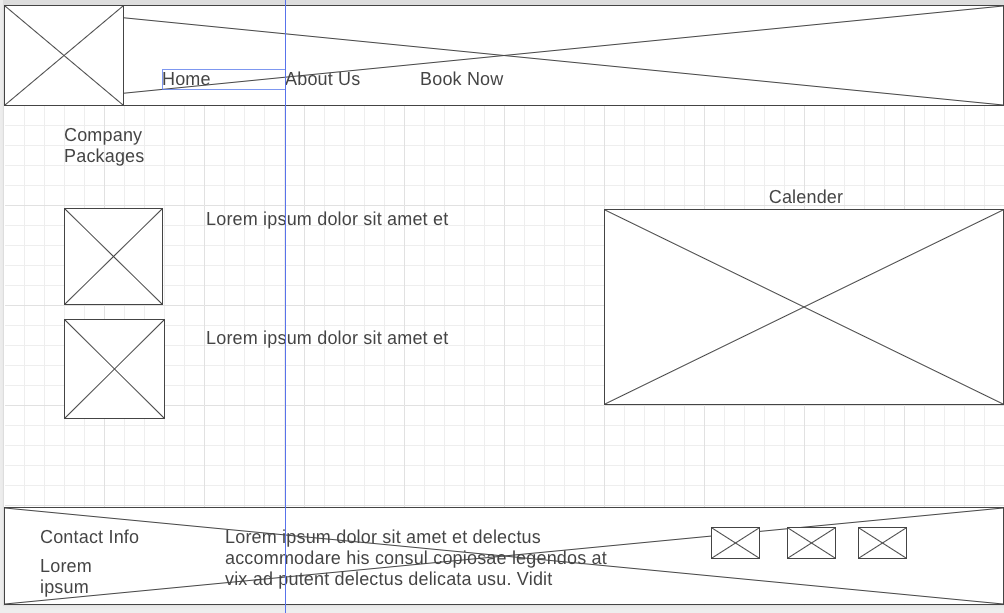 Home About Us Book Now
Company
Packages
Calender
Lorem ipsum dolor sit amet et
Lorem ipsum dolor sit amet et
Contact Info
Lorem
ipsum
Lorem ipsum dolor sit amet et delectus
accommodare his consul copiosae legendos at
vix ad putent delectus delicata usu. Vidit